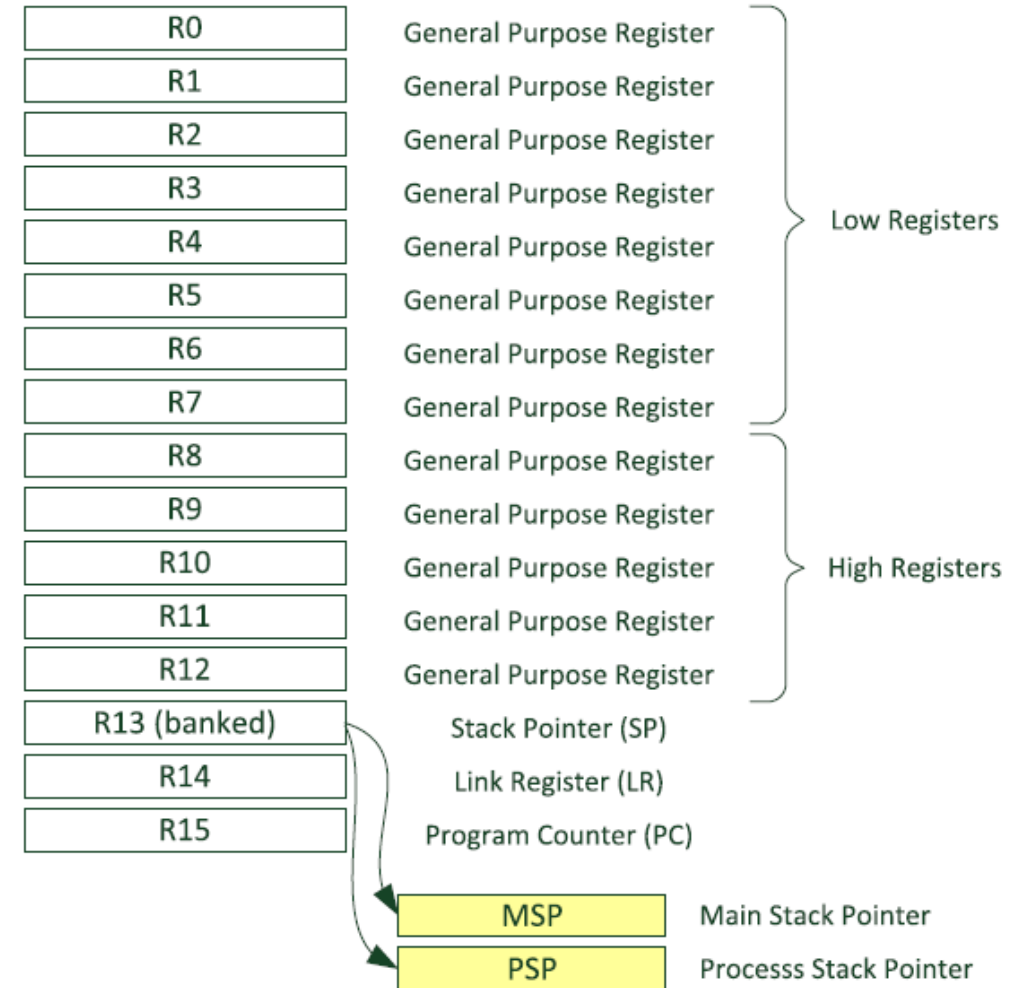 R0 General Purpose Register
R1 General Purpose Register
R2 General Purpose Register
R3 General Purpose Register
Low Registers
R4 General Purpose Register
R5 General Purpose Register
R6 General Purpose Register
R7 General Purpose Register
R8 General Purpose Register
R9 General Purpose Register
R10 General Purpose Register High Registers
R11 General Purpose Register
R12 General Purpose Register
R13 (banked) Stack Pointer (SP)
R14 Link Register (LR)
R15 Program Counter (PC)
MSP Main Stack Pointer
PSP Processs Stack Pointer